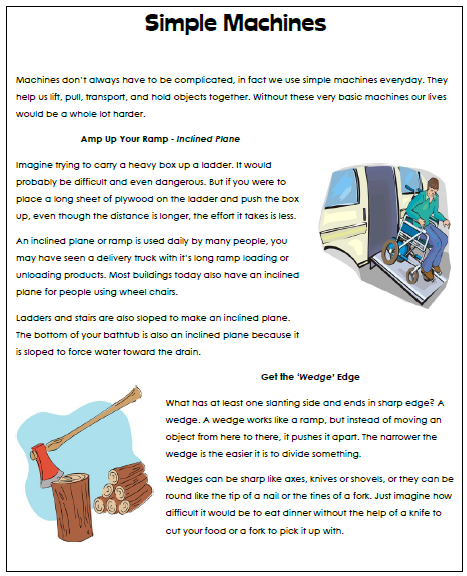 Simple Machines
Machines don't always have to be complicated, in fact we use simple machines everyday. They
help us lift, pull, transport, and hold objects together. Without these very basic machines our lives
would be a whole lot harder.
Amp Up Your Ramp - Inclined Plane
Imagine trying to carry a heavy box up a ladder. It would
probably be difficult and even dangerous. But if you were to
place a long sheet of plywood on the ladder and push the box
up, even though the distance is longer, the effort it takes is less.
An inclined plane or ramp is used daily by many people, you
may have seen a delivery truck with it's long ramp loading or
unloading products. Most buildings today also have an inclined
plane for people using wheel chairs.
Ladders and stairs are also sloped to make an inclined plane.
The bottom of your bathtub is also an inclined plane because it
is sloped to force water toward the drain.
Get the 'Wedge' Edge
What has at least one slanting side and ends in sharp edge? A
wedge. A wedge works like a ramp, but instead of moving an
object from here to there, it pushes it apart. The narrower the
wedge is the easier it is to divide something.
Wedges can be sharp like axes, knives or shovels, or they can be
round like the tip of a nail or the tines of a fork. Just imagine how
difficult it would be to eat dinner without the help of a knife to
cut your food or a fork to pick it up with.